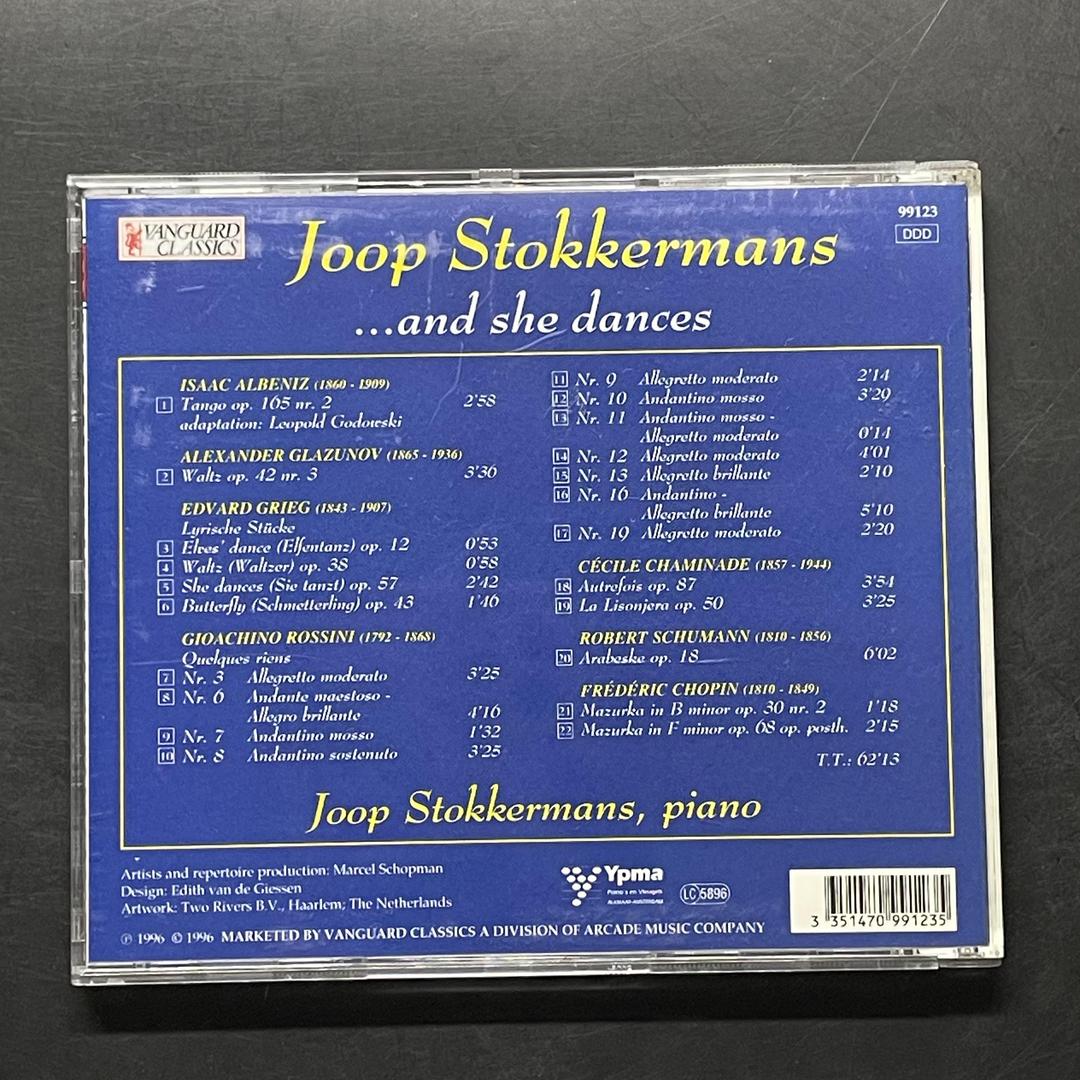 VANGUARD
CLASSICS
99123
DDD
Joop Stokkermans
...and she dances
ISAAC ALBENIZ (1860 - 1909)
1 Tango op. 165 nr. 2 2'58
adaptation: Leopold Godowski
ALEXANDER GLAZUNOV (1865 - 1936)
2 Waltz op. 42 nr. 3 3'36
EDVARD GRIEG (1843 - 1907)
Lyrische Stücke
3 Elves' dance (Elfentanz) op. 12 0'53
4 Waltz (Waltzer) op. 38 0'58
5 She dances (Sie tanzt) op. 57 2'42
6 Butterfly (Schmetterling) op. 43 1'46
GIOACHINO ROSSINI (1792 - 1868)
Quelques riens
7 Nr. 3 Allegretto moderato 3'25
8 Nr. 6 Andante maestoso -
Allegro brillante 4'16
9 Nr. 7 Andantino mosso 1'32
10 Nr. 8 Andantino sostenuto 3'25
11 Nr. 9 Allegretto moderato 2'14
12 Nr. 10 Andantino mosso 3'29
13 Nr. 11 Andantino mosso -
Allegretto moderato 0'14
14 Nr. 12 Allegretto moderato 4'01
15 Nr. 13 Allegretto brillante 2'10
16 Nr. 16 Andantino -
Allegretto brillante 5'10
17 Nr. 19 Allegretto moderato 2'20
CÉCILE CHAMINADE (1857 - 1944)
18 Autrefois op. 87 3'54
19 La Lisonjera op. 50 3'25
ROBERT SCHUMANN (1810 - 1856)
20 Arabeske op. 18 6'02
FRÉDÉRIC CHOPIN (1810 - 1849)
21 Mazurka in B minor op. 30 nr. 2 1'18
22 Mazurka in F minor op. 68 op. posth. 2'15
T.T.: 62'13
Joop Stokkermans, piano
Artists and repertoire production: Marcel Schopman
Design: Edith van de Giessen
Artwork: Two Rivers B.V., Haarlem; The Netherlands
℗ 1996 © 1996 MARKETED BY VANGUARD CLASSICS A DIVISION OF ARCADE MUSIC COMPANY
Ypma
Piano's en Vleugels
ALKMAAR-AMSTERDAM
LC 5896
3 351470 991235